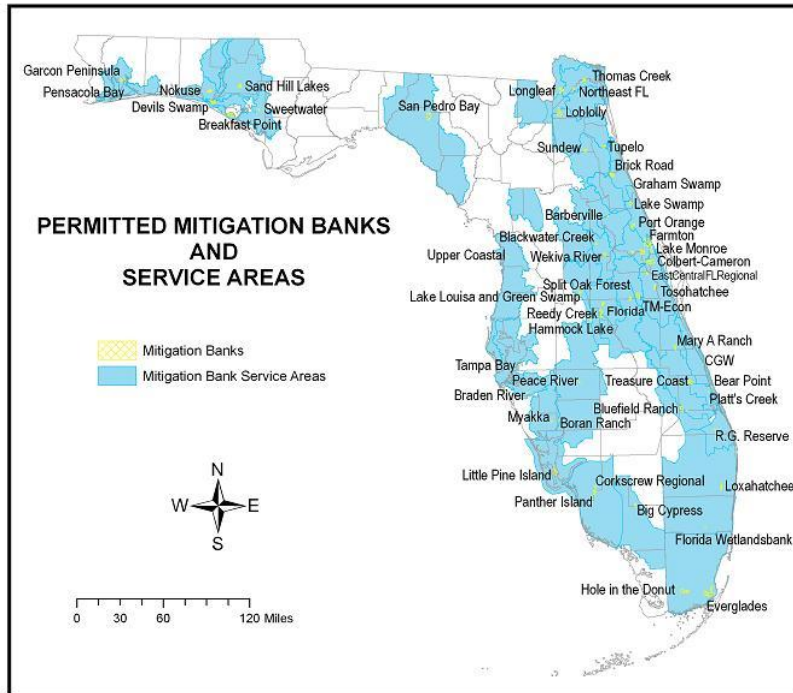 Garcon Peninsula
Pensacola Bay
Nokuse
Devils Swamp
Sand Hill Lakes
Sweetwater
Breakfast Point
San Pedro Bay
Longleaf
Thomas Creek
Northeast FL
Loblolly
Sundew
Tupelo
Brick Road
Graham Swamp
Lake Swamp
Barberville
Port Orange
Blackwater Creek
Farmton
Lake Monroe
Upper Coastal
Wekiva River
Colbert-Cameron
EastCentralFLRegional
Split Oak Forest
Tosohatchee
Lake Louisa and Green Swamp
TM-Econ
Reedy Creek
Florida
Hammock Lake
Mary A Ranch
CGW
Tampa Bay
Peace River
Treasure Coast
Bear Point
Braden River
Platt's Creek
Bluefield Ranch
Myakka
Boran Ranch
R.G. Reserve
Little Pine Island
Corkscrew Regional
Loxahatchee
Panther Island
Big Cypress
Florida Wetlandsbank
Hole in the Donut
Everglades
PERMITTED MITIGATION BANKS
AND
SERVICE AREAS
Mitigation Banks
Mitigation Bank Service Areas
N
W E
S
0 30 60 120 Miles